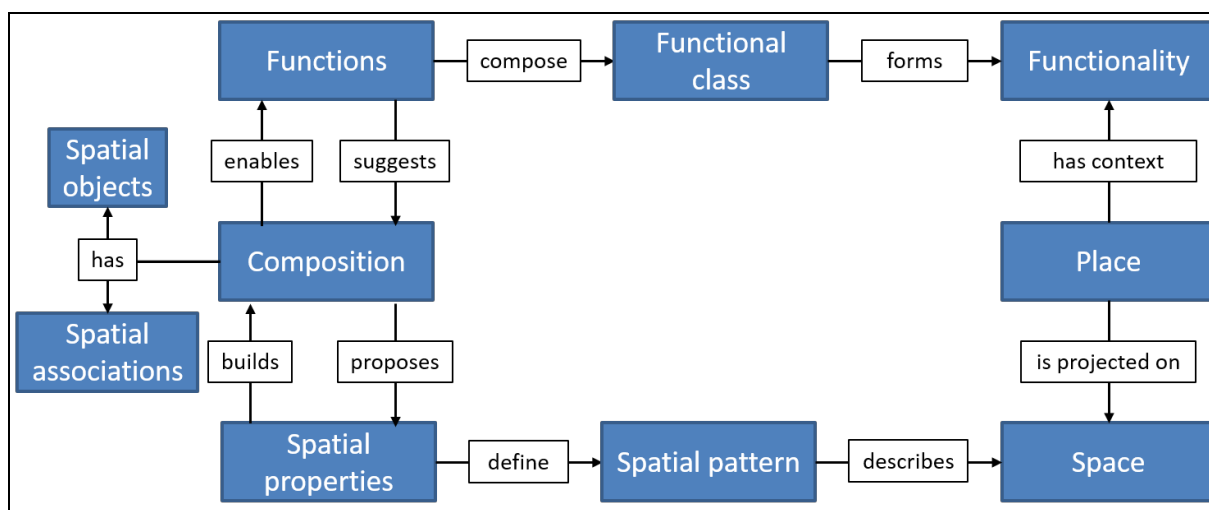 Functions
compose
Functional
class
forms
Functionality
enables
suggests
has context
Spatial
objects
has
Composition
Place
Spatial
associations
builds
proposes
is projected on
Spatial
properties
define
Spatial pattern
describes
Space